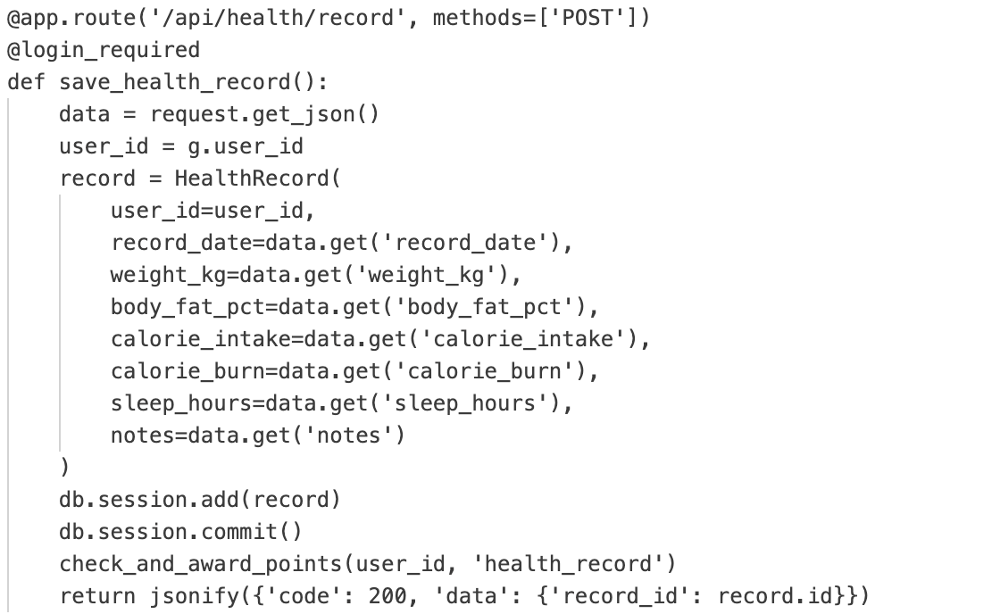 @app.route('/api/health/record', methods=['POST'])
@login_required
def save_health_record():
    data = request.get_json()
    user_id = g.user_id
    record = HealthRecord(
        user_id=user_id,
        record_date=data.get('record_date'),
        weight_kg=data.get('weight_kg'),
        body_fat_pct=data.get('body_fat_pct'),
        calorie_intake=data.get('calorie_intake'),
        calorie_burn=data.get('calorie_burn'),
        sleep_hours=data.get('sleep_hours'),
        notes=data.get('notes')
    )
    db.session.add(record)
    db.session.commit()
    check_and_award_points(user_id, 'health_record')
    return jsonify({'code': 200, 'data': {'record_id': record.id}})